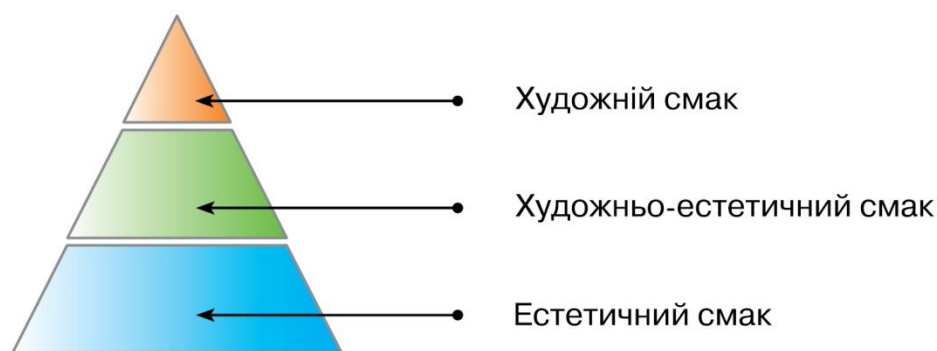 Художній смак
Художньо-естетичний смак
Естетичний смак